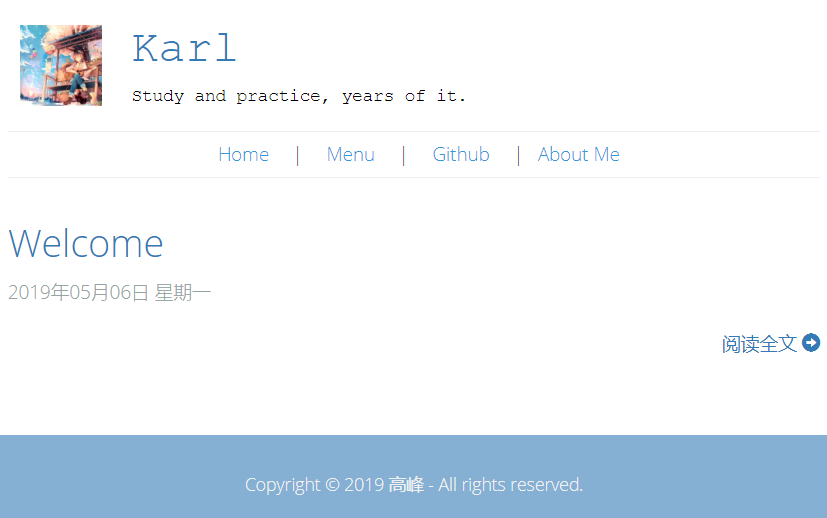 Karl
Study and practice, years of it.
Home | Menu | Github | About Me
Welcome
2019年05月06日 星期一
阅读全文
Copyright © 2019 高峰 - All rights reserved.